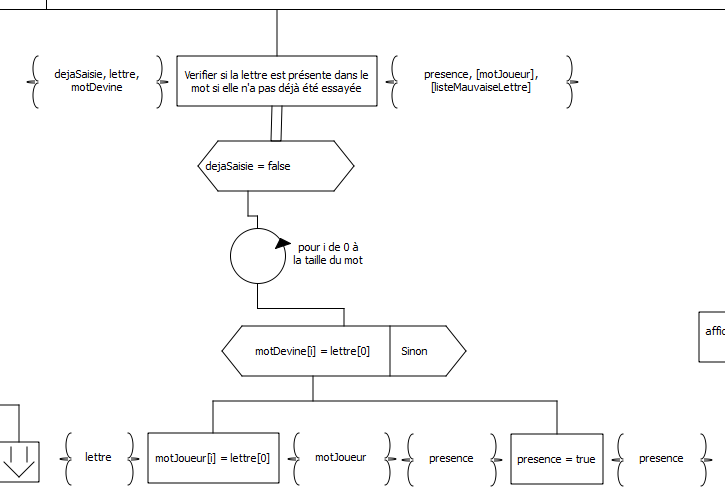 dejaSaisie, lettre,
motDevine
Verifier si la lettre est présente dans le
mot si elle n'a pas déjà été essayée
presence, [motJoueur],
[listeMauvaiseLettre]
dejaSaisie = false
pour i de 0 à
la taille du mot
motDevine[i] = lettre[0]
Sinon
lettre
motJoueur[i] = lettre[0]
motJoueur
presence
presence = true
presence